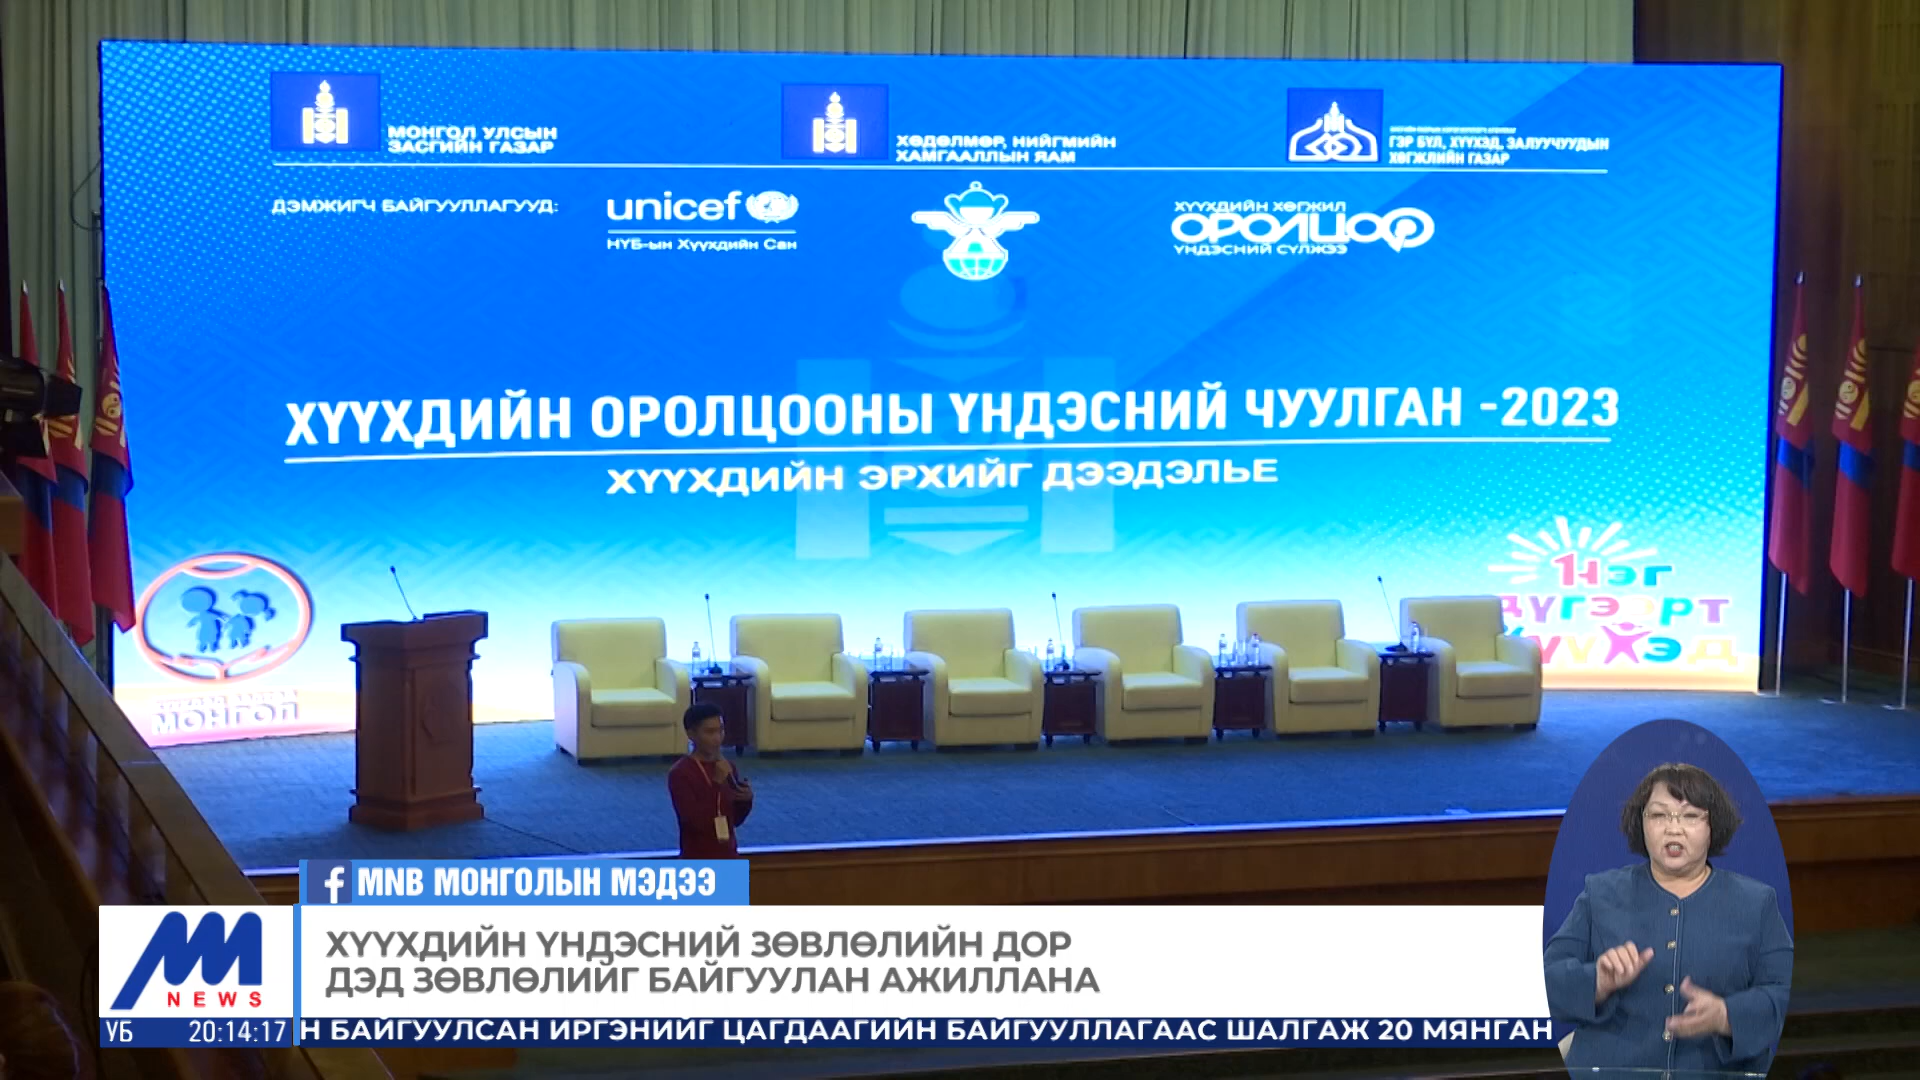 МОНГОЛ УЛСЫН
ЗАСГИЙН ГАЗАР
ХӨДӨЛМӨР, НИЙГМИЙН
ХАМГААЛЛЫН ЯАМ
ГЭР БҮЛ, ХҮҮХЭД, ЗАЛУУЧУУДЫН
ХӨГЖЛИЙН ГАЗАР
ДЭМЖИГЧ БАЙГУУЛЛАГУУД:
unicef
НҮБ-ын Хүүхдийн Сан
ХҮҮХДИЙН ХӨГЖИЛ
ОРОЛЦОО
ҮНДЭСНИЙ СҮЛЖЭЭ
ХҮҮХДИЙН ОРОЛЦООНЫ ҮНДЭСНИЙ ЧУУЛГАН -2023
ХҮҮХДИЙН ЭРХИЙГ ДЭЭДЭЛЬЕ
1 НЭГ
ДҮГЭЭРТ
ХҮҮХЭД
МОНГОЛ
MNB МОНГОЛЫН МЭДЭЭ
ХҮҮХДИЙН ҮНДЭСНИЙ ЗӨВЛӨЛИЙН ДОР
ДЭД ЗӨВЛӨЛИЙГ БАЙГУУЛАН АЖИЛЛАНА
NEWS
УБ 20:14:17
Н БАЙГУУЛСАН ИРГЭНИЙГ ЦАГДААГИЙН БАЙГУУЛЛАГААС ШАЛГАЖ 20 МЯНГАН